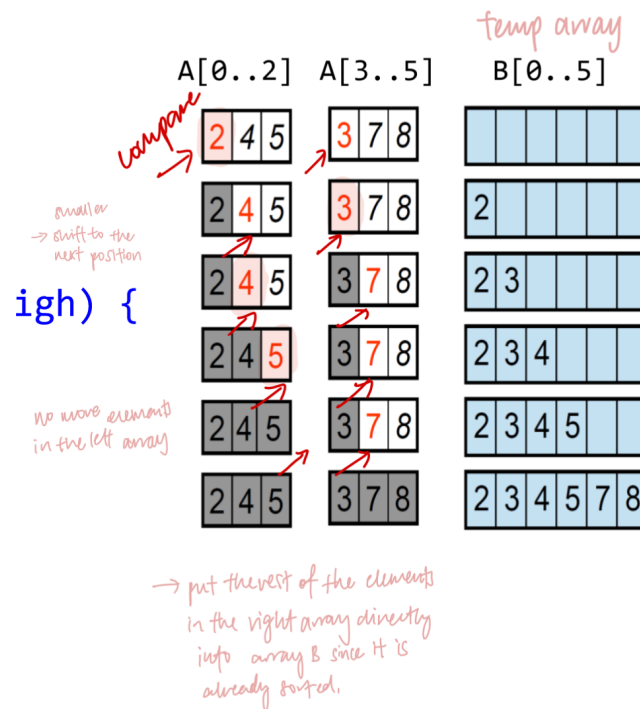 temp array
A[0..2] A[3..5] B[0..5]
compare
2 4 5 3 7 8
2 4 5 3 7 8 2
smaller
→ shift to the
next position
2 4 5 3 7 8 2 3
igh) {
2 4 5 3 7 8 2 3 4
no more elements
in the left array
2 4 5 3 7 8 2 3 4 5
2 4 5 3 7 8 2 3 4 5 7 8
→ put the rest of the elements
in the right array directly
into array B since it is
already sorted.